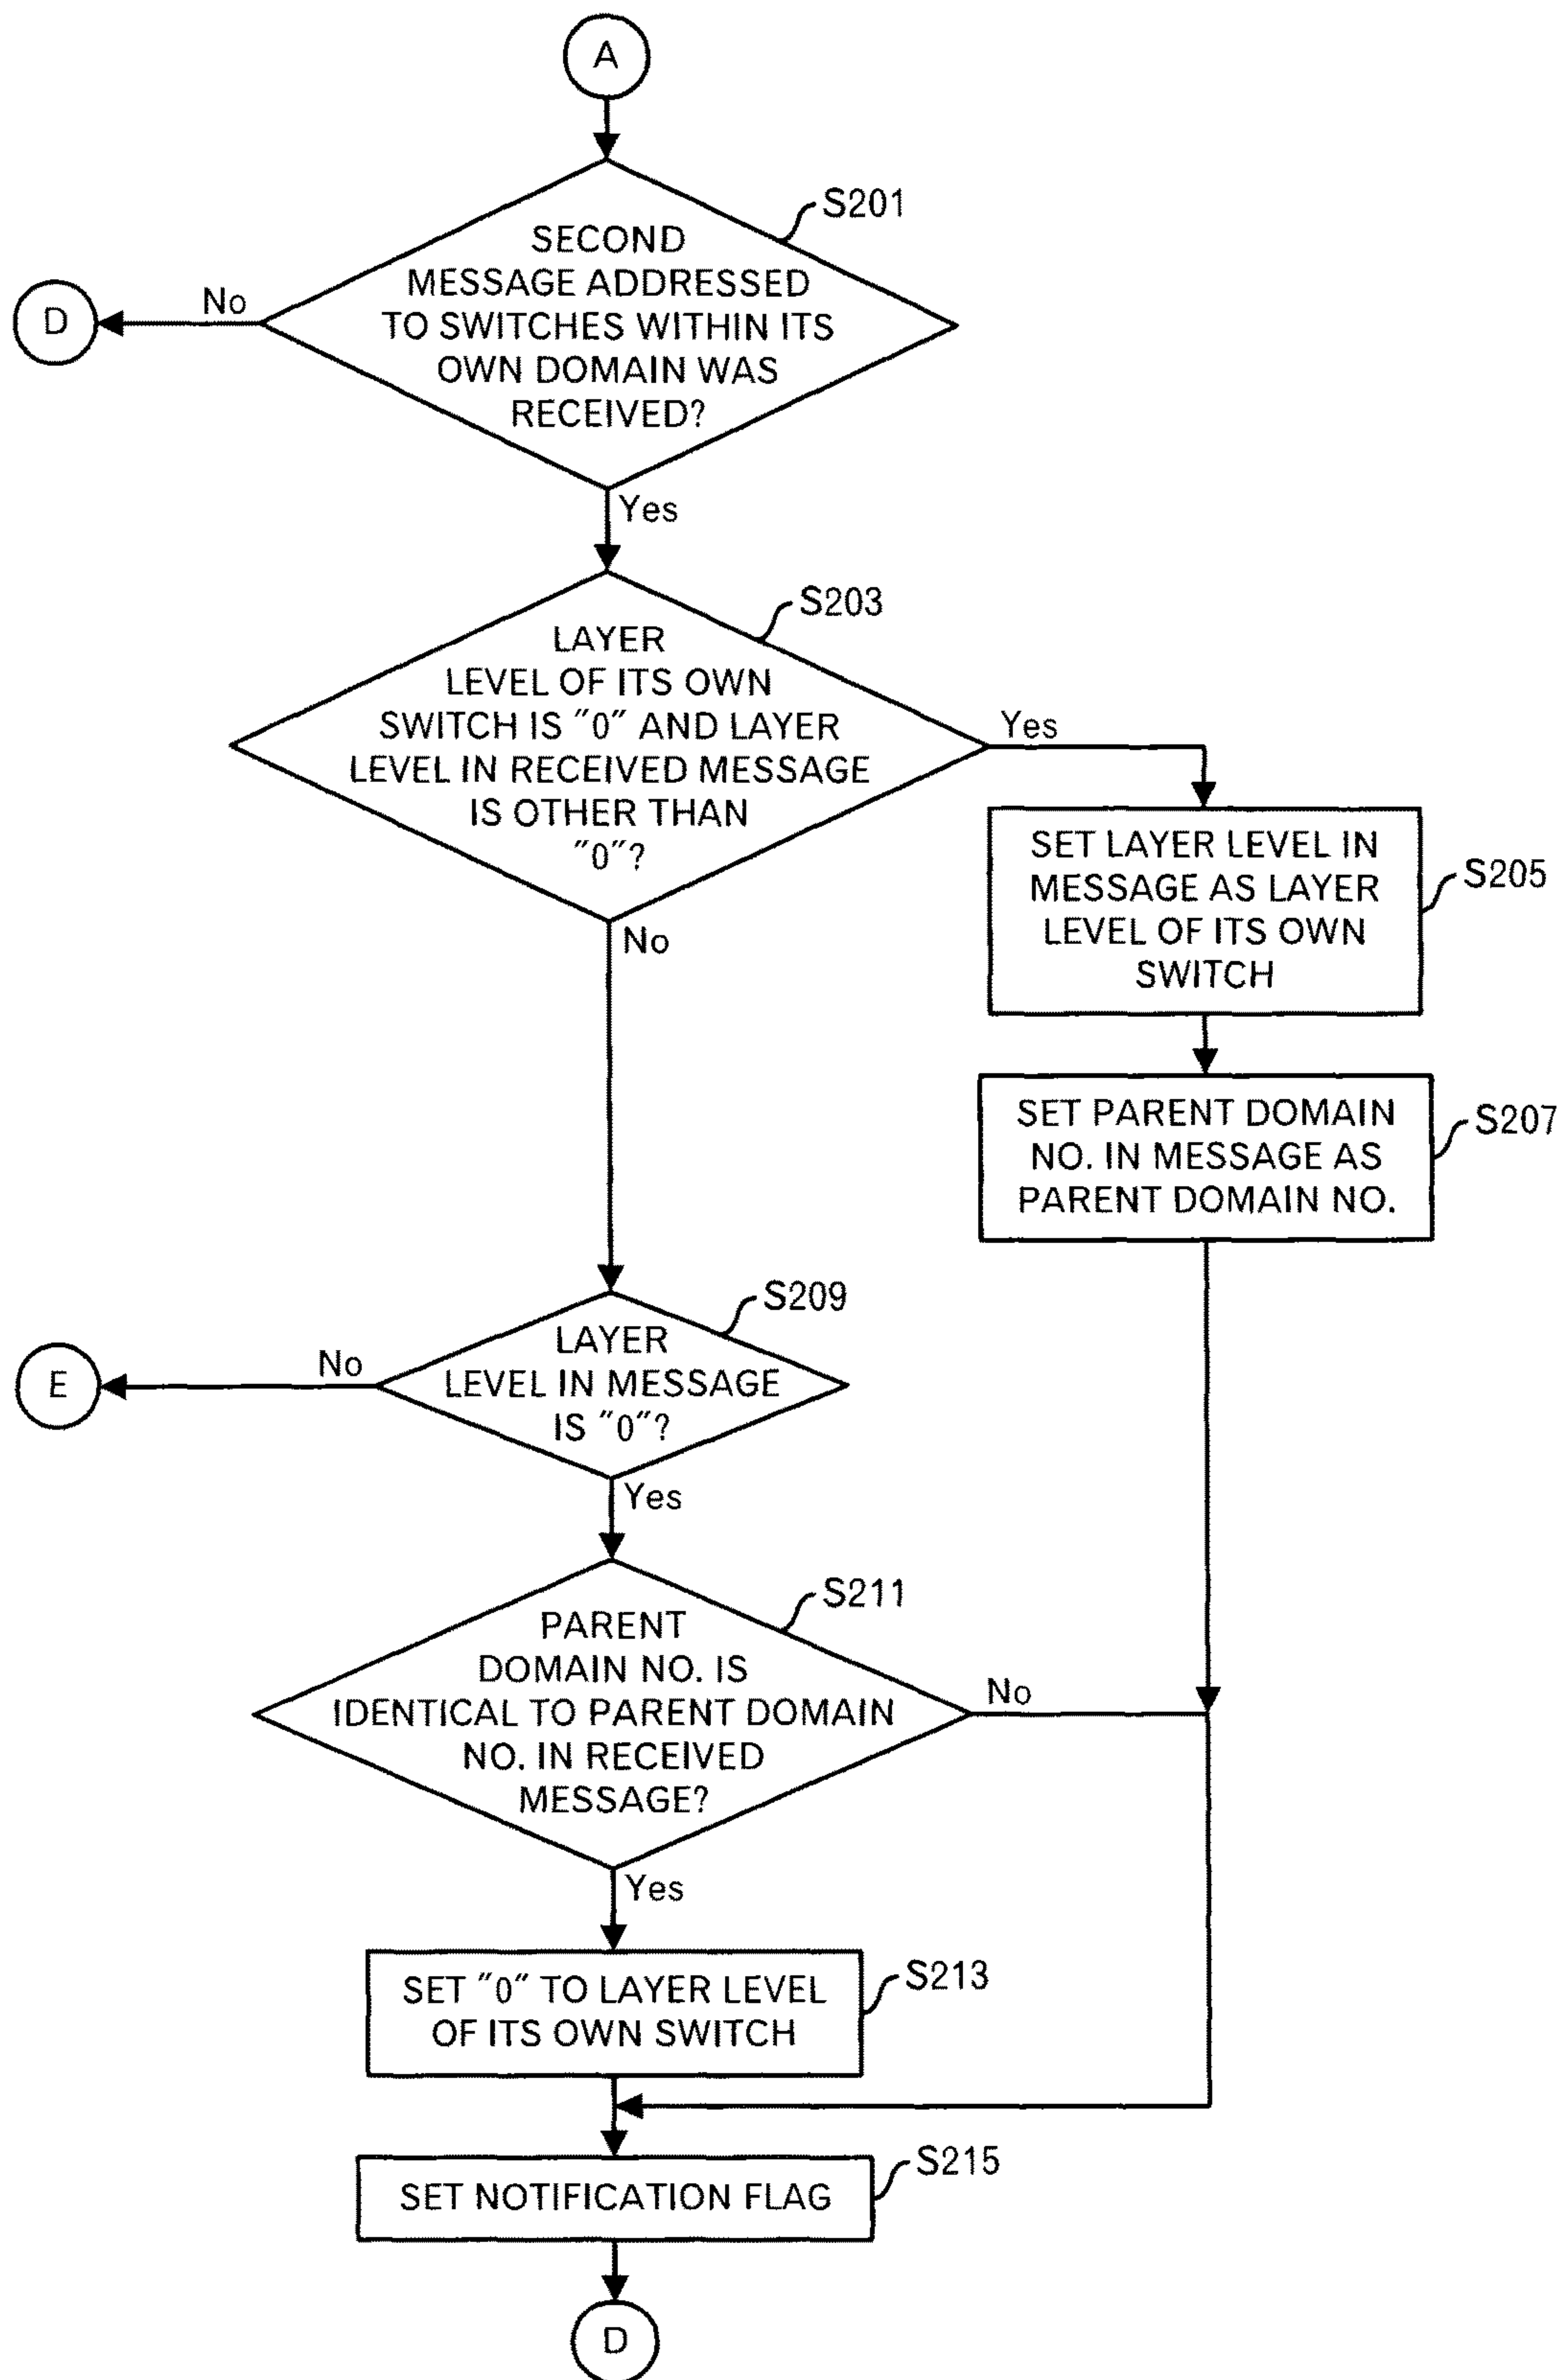 A
S201
SECOND
MESSAGE ADDRESSED
TO SWITCHES WITHIN ITS
OWN DOMAIN WAS
RECEIVED?
No
D
Yes
S203
LAYER
LEVEL OF ITS OWN
SWITCH IS "0" AND LAYER
LEVEL IN RECEIVED MESSAGE
IS OTHER THAN
"0"?
Yes
No
SET LAYER LEVEL IN
MESSAGE AS LAYER
LEVEL OF ITS OWN
SWITCH
S205
SET PARENT DOMAIN
NO. IN MESSAGE AS
PARENT DOMAIN NO.
S207
S209
LAYER
LEVEL IN MESSAGE
IS "0"?
No
E
Yes
S211
PARENT
DOMAIN NO. IS
IDENTICAL TO PARENT DOMAIN
NO. IN RECEIVED
MESSAGE?
No
Yes
SET "0" TO LAYER LEVEL
OF ITS OWN SWITCH
S213
SET NOTIFICATION FLAG
S215
D